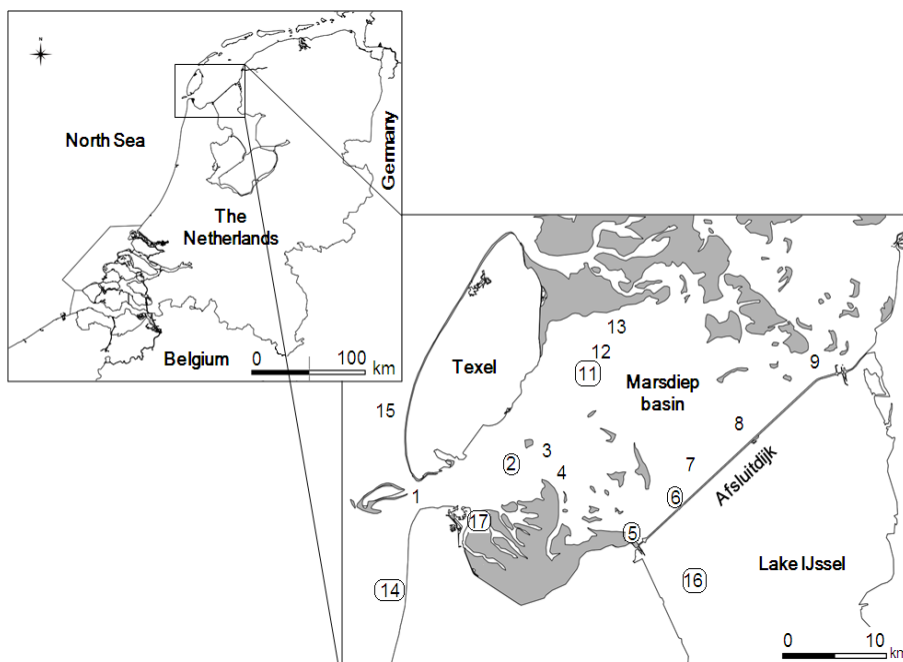 North Sea
Germany
The
Netherlands
Belgium
0 100
km
13
12
11
Texel
Marsdiep
basin
9
15
8
3
2
4
7
Afsluitdijk
1
6
17
5
Lake IJssel
16
14
0 10
km